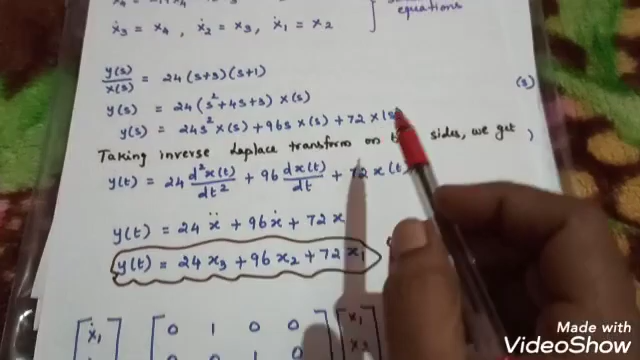 ẋ₃ = x₄ , ẋ₂ = x₃ , ẋ₁ = x₂
equations
y(s)/x(s) = 24 (s+3) (s+1)
y(s) = 24 (s² + 4s + 3) x(s)
y(s) = 24s² x(s) + 96s x(s) + 72 x(s)
Taking inverse laplace transform on sides, we get,
y(t) = 24 d²x(t)/dt² + 96 dx(t)/dt + 72 x(t)
y(t) = 24 ẍ + 96 ẋ + 72 x
y(t) = 24 x₃ + 96 x₂ + 72 x₁
[ẋ₁] [0 1 0 0] [x₁]
Made with
VideoShow